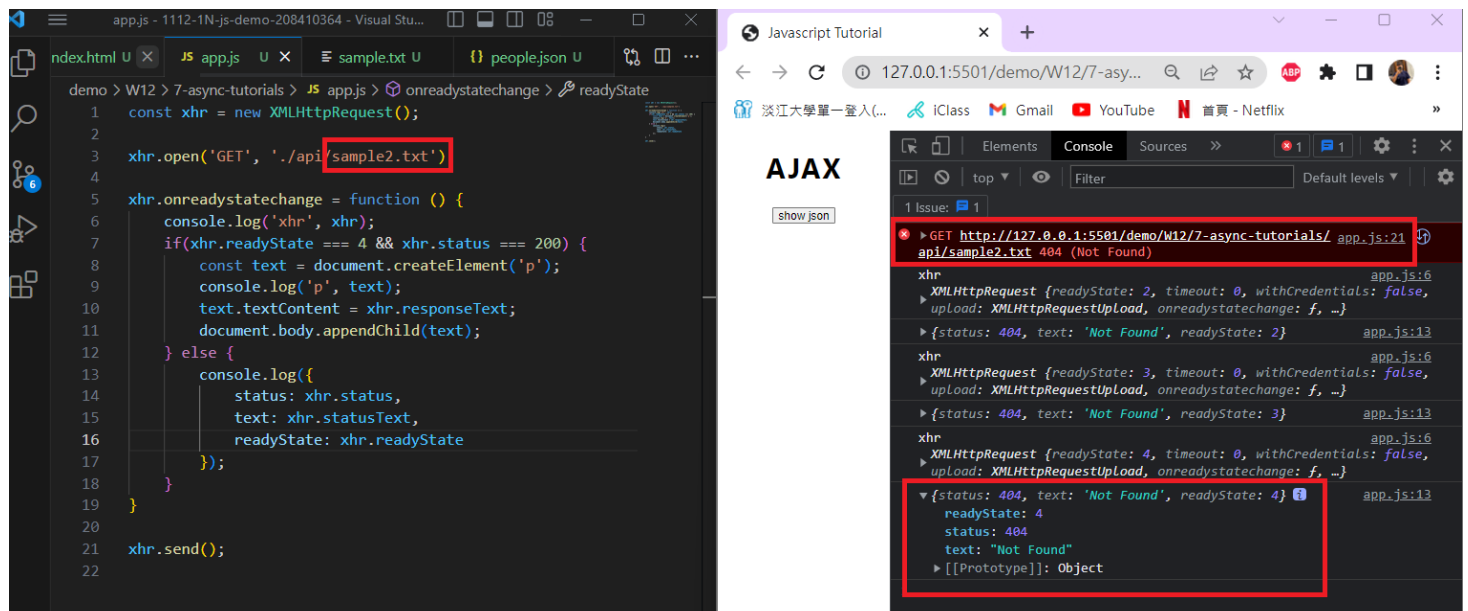 app.js - 1112-1N-js-demo-208410364 - Visual Stu...
ndex.html U
JS app.js U
sample.txt U
{} people.json U
demo > W12 > 7-async-tutorials > JS app.js > onreadystatechange > readyState
1 const xhr = new XMLHttpRequest();
2
3 xhr.open('GET', './api/sample2.txt')
4
5 xhr.onreadystatechange = function () {
6 console.log('xhr', xhr);
7 if(xhr.readyState === 4 && xhr.status === 200) {
8 const text = document.createElement('p');
9 console.log('p', text);
10 text.textContent = xhr.responseText;
11 document.body.appendChild(text);
12 } else {
13 console.log({
14 status: xhr.status,
15 text: xhr.statusText,
16 readyState: xhr.readyState
17 });
18 }
19 }
20
21 xhr.send();
22
6
Javascript Tutorial
127.0.0.1:5501/demo/W12/7-asy...
ABP
淡江大學單一登入(...
iClass
Gmail
YouTube
首頁 - Netflix
»
AJAX
show json
Elements Console Sources » 1 1
top Filter Default levels
1 Issue: 1
GET http://127.0.0.1:5501/demo/W12/7-async-tutorials/ app.js:21
api/sample2.txt 404 (Not Found)
xhr app.js:6
XMLHttpRequest {readyState: 2, timeout: 0, withCredentials: false,
upload: XMLHttpRequestUpload, onreadystatechange: ƒ, …}
{status: 404, text: 'Not Found', readyState: 2} app.js:13
xhr app.js:6
XMLHttpRequest {readyState: 3, timeout: 0, withCredentials: false,
upload: XMLHttpRequestUpload, onreadystatechange: ƒ, …}
{status: 404, text: 'Not Found', readyState: 3} app.js:13
xhr app.js:6
XMLHttpRequest {readyState: 4, timeout: 0, withCredentials: false,
upload: XMLHttpRequestUpload, onreadystatechange: ƒ, …}
{status: 404, text: 'Not Found', readyState: 4} i app.js:13
readyState: 4
status: 404
text: "Not Found"
[[Prototype]]: Object